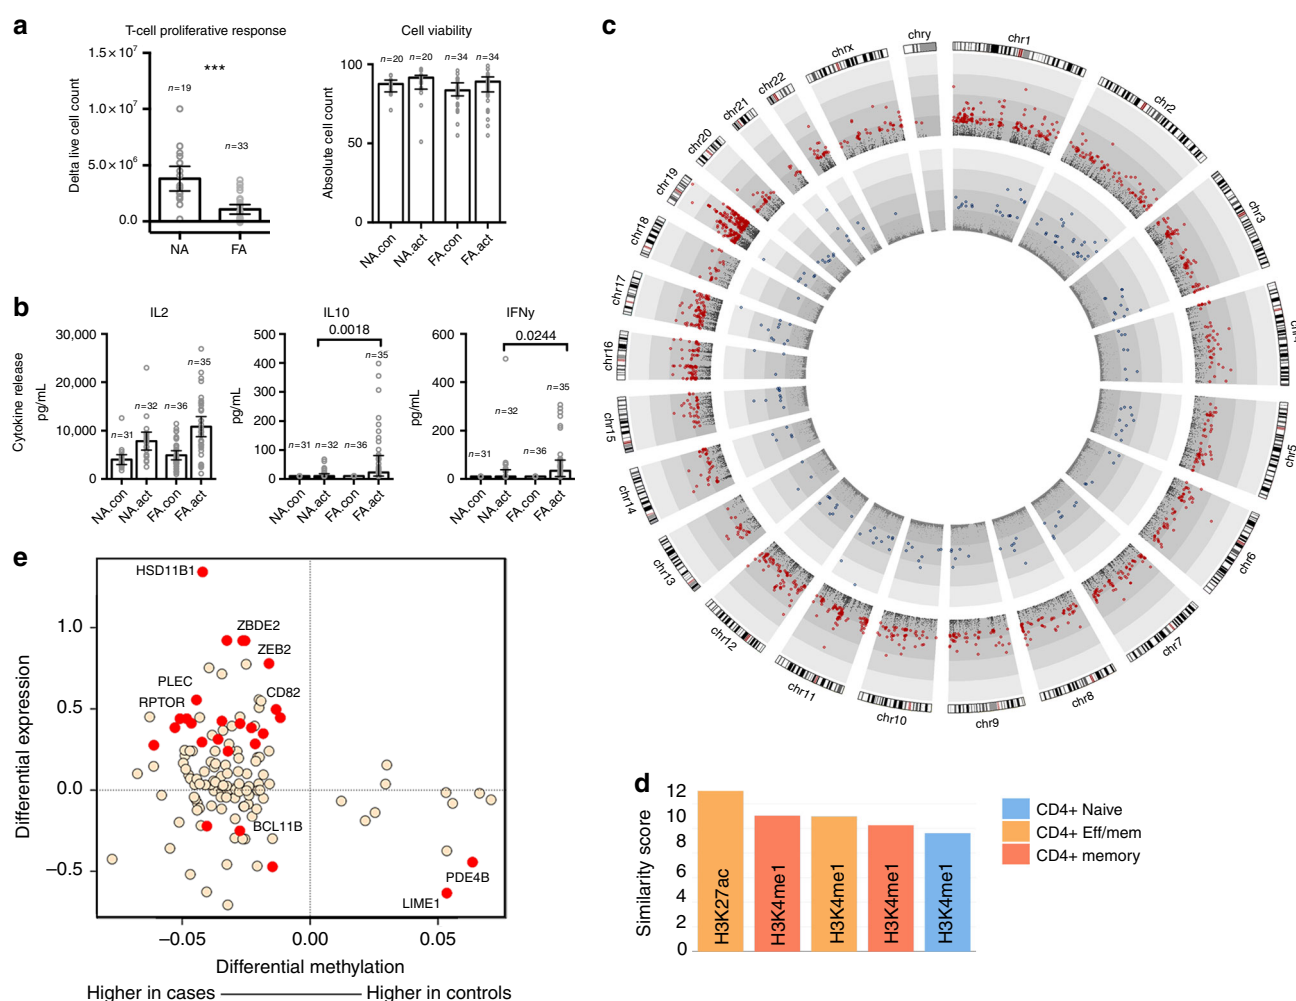 a
T-cell proliferative response
Delta live cell count
1.5×10⁷
1.0×10⁷
5.0×10⁶
0.0
***
n=19
n=33
NA
FA
Cell viability
Absolute cell count
100
50
0
n=20
n=20
n=34
n=34
NA.con
NA.act
FA.con
FA.act
b
IL2
Cytokine release
pg/mL
30,000
20,000
10,000
0
n=31
n=32
n=36
n=35
NA.con
NA.act
FA.con
FA.act
IL10
0.0018
pg/mL
500
400
300
200
100
0
n=31
n=32
n=36
n=35
NA.con
NA.act
FA.con
FA.act
IFNy
0.0244
pg/mL
600
400
200
0
n=31
n=32
n=36
n=35
NA.con
NA.act
FA.con
FA.act
c
chr1
chr2
chr3
chr5
chr6
chr7
chr8
chr9
chr10
chr11
chr12
chr13
chr14
chr15
chr16
chr17
chr18
chr19
chr20
chr21
chr22
chrx
chry
d
Similarity score
12
10
8
6
4
2
0
H3K27ac
H3K4me1
H3K4me1
H3K4me1
H3K4me1
CD4+ Naive
CD4+ Eff/mem
CD4+ memory
e
Differential expression
1.0
0.5
0.0
−0.5
HSD11B1
ZBDE2
ZEB2
PLEC
CD82
RPTOR
BCL11B
PDE4B
LIME1
−0.05
0.00
0.05
Differential methylation
Higher in cases
Higher in controls